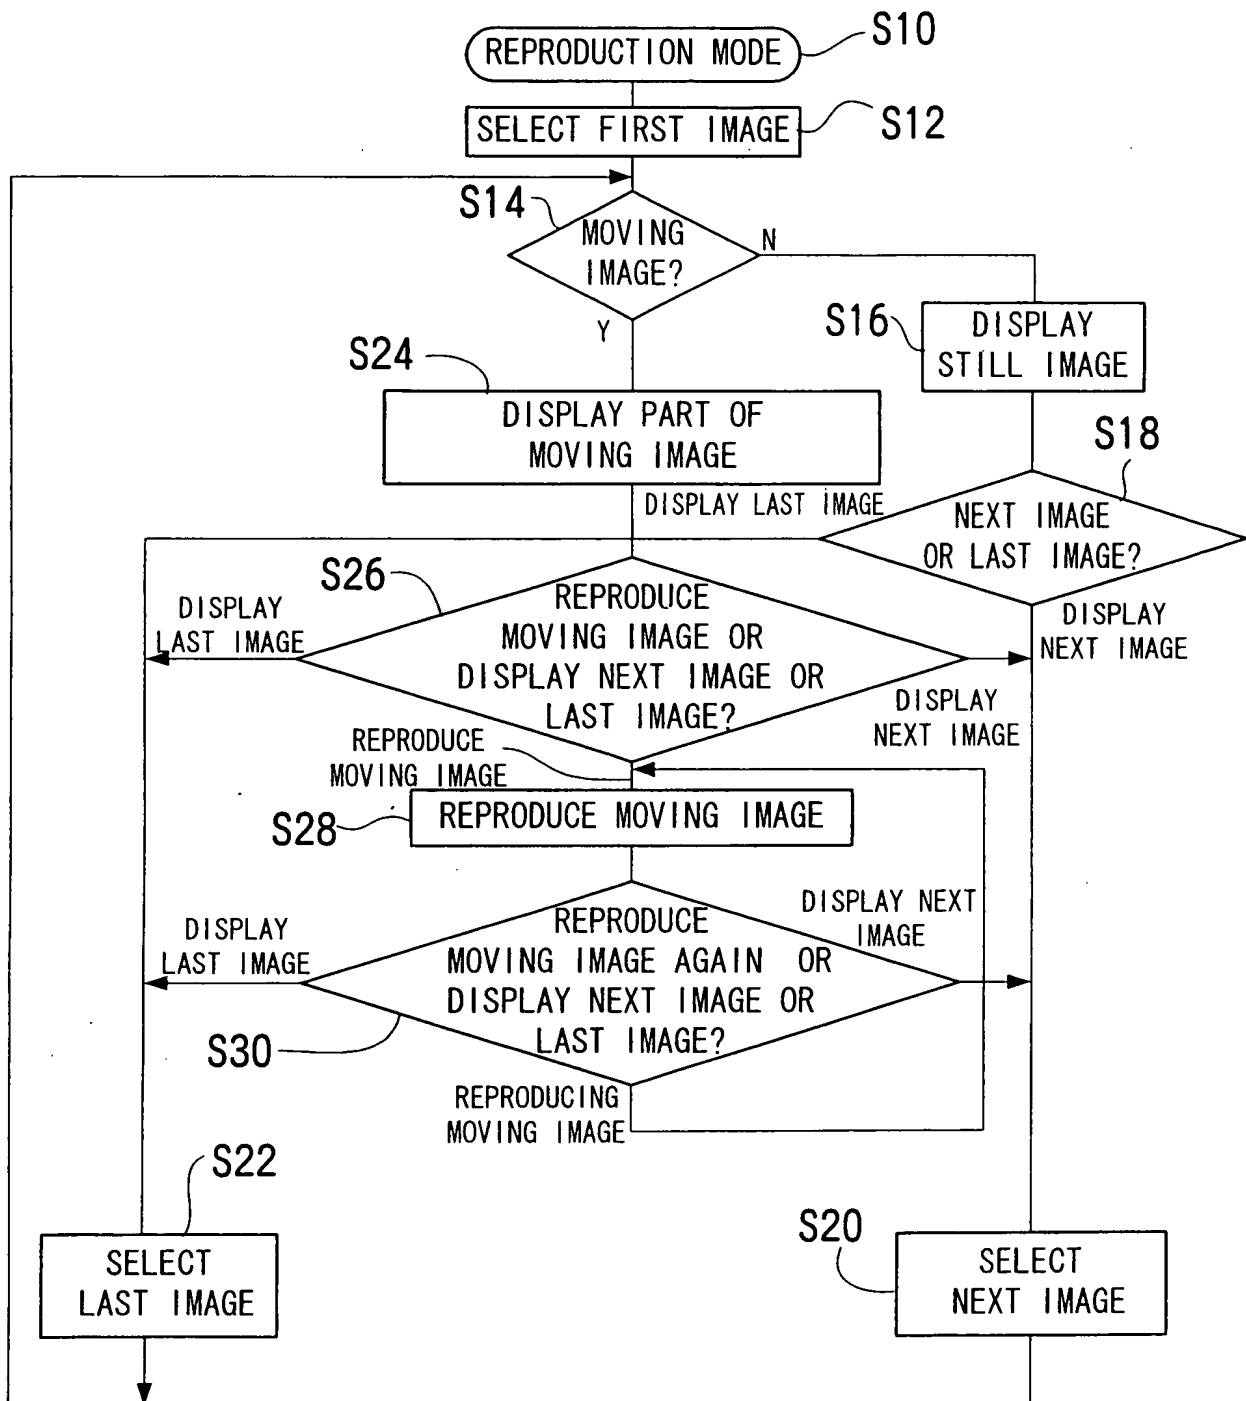 REPRODUCTION MODE
S10
SELECT FIRST IMAGE
S12
S14
MOVING
IMAGE?
N
Y
S16
DISPLAY
STILL IMAGE
S24
DISPLAY PART OF
MOVING IMAGE
S18
NEXT IMAGE
OR LAST IMAGE?
DISPLAY LAST IMAGE
DISPLAY
NEXT IMAGE
S26
REPRODUCE
MOVING IMAGE OR
DISPLAY NEXT IMAGE OR
LAST IMAGE?
DISPLAY
LAST IMAGE
DISPLAY
NEXT IMAGE
REPRODUCE
MOVING IMAGE
S28
REPRODUCE MOVING IMAGE
DISPLAY NEXT
IMAGE
DISPLAY
LAST IMAGE
REPRODUCE
MOVING IMAGE AGAIN OR
DISPLAY NEXT IMAGE OR
LAST IMAGE?
S30
REPRODUCING
MOVING IMAGE
S22
SELECT
LAST IMAGE
S20
SELECT
NEXT IMAGE